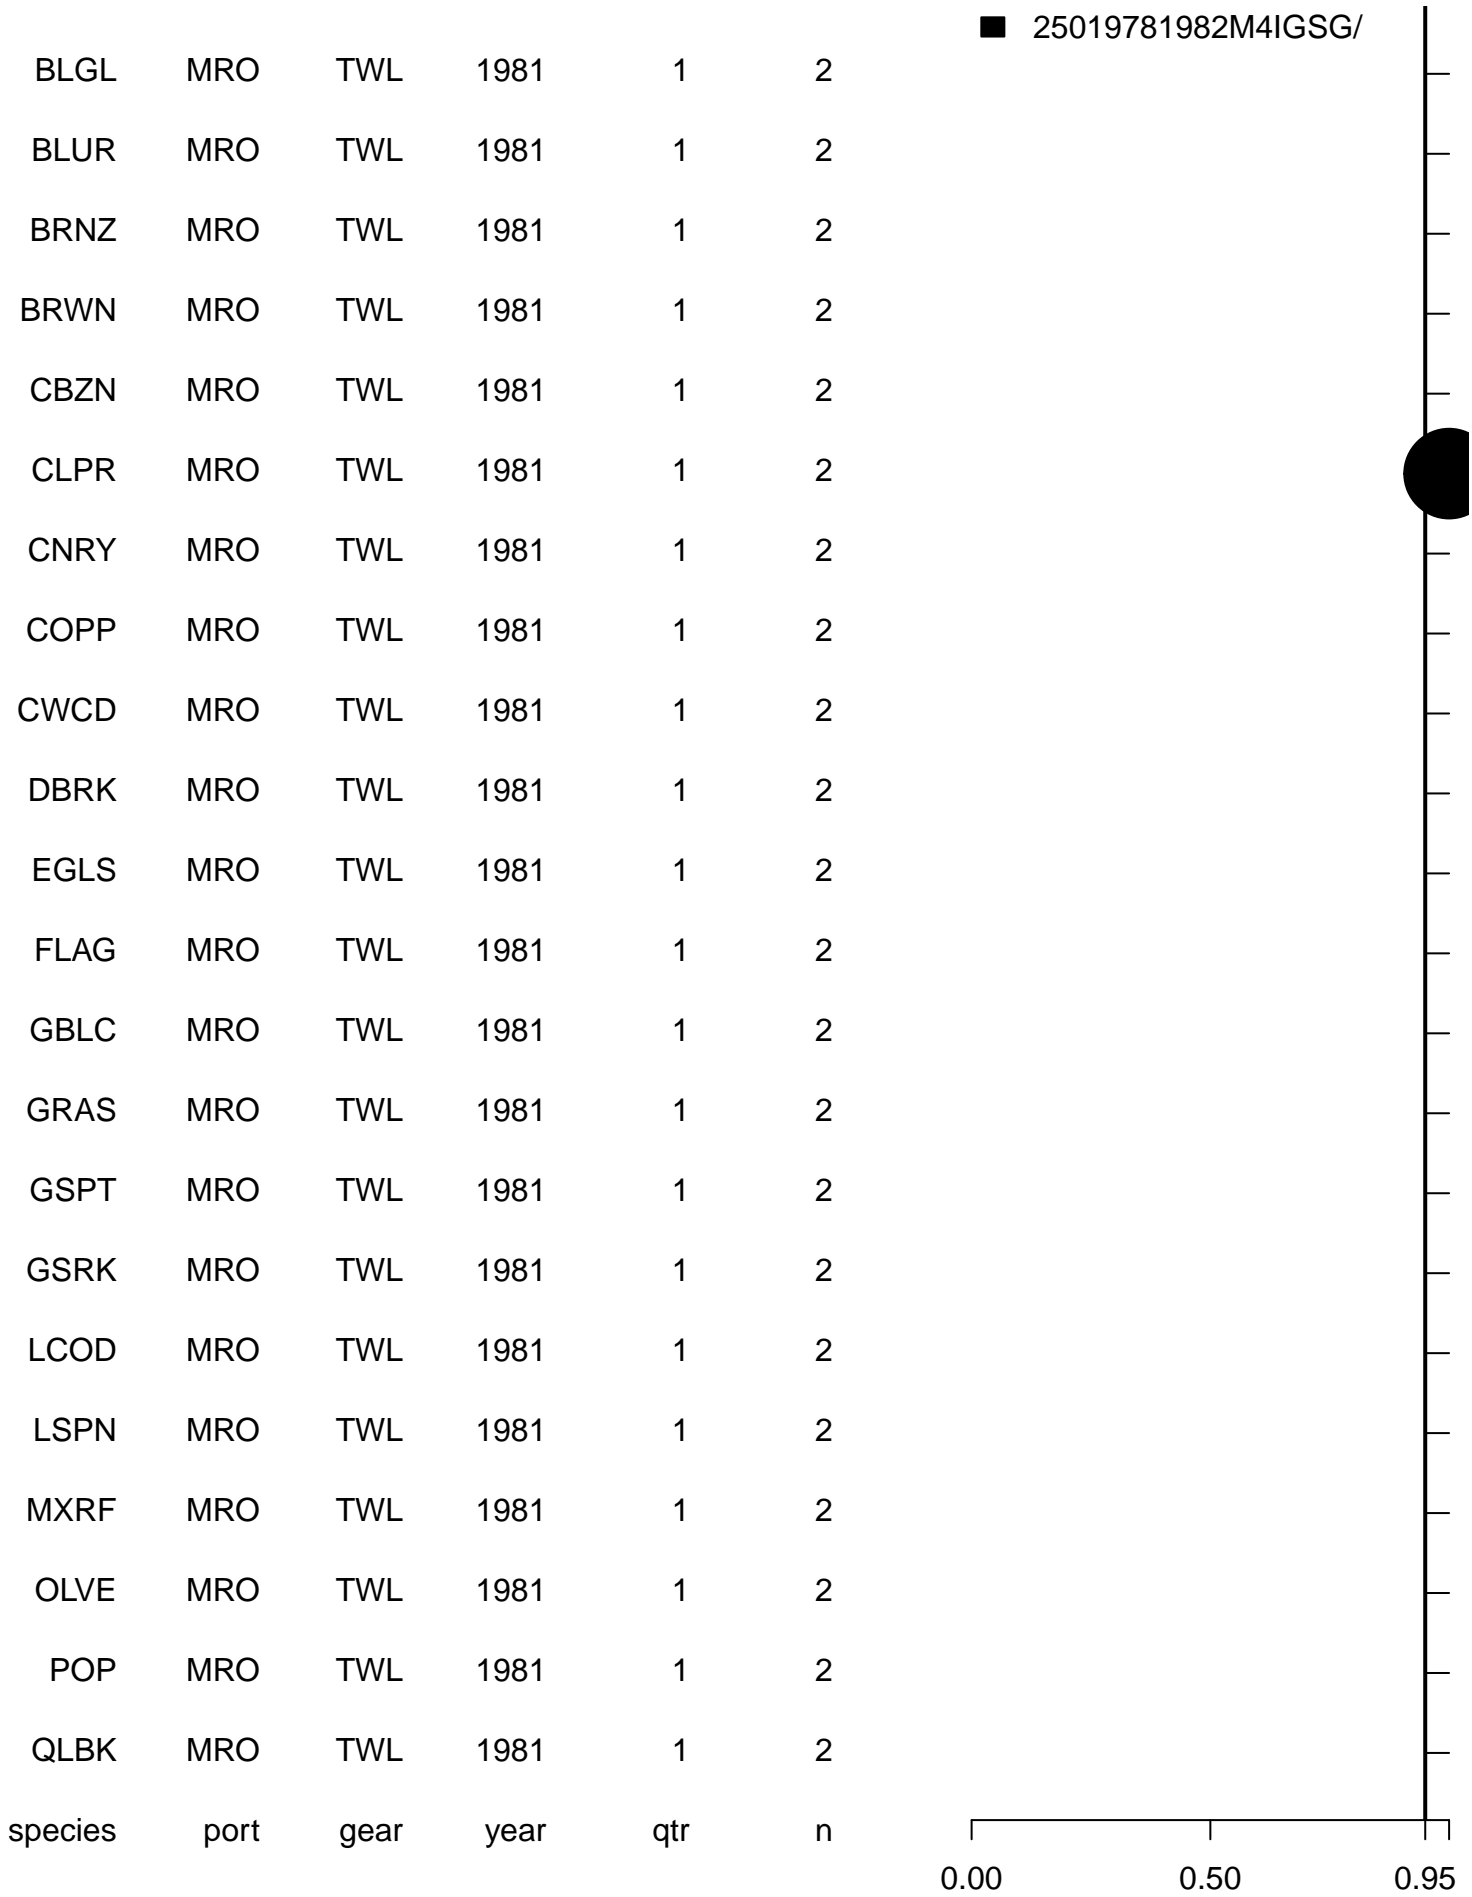 25019781982M4IGSG/
BLGL MRO TWL 1981 1 2
BLUR MRO TWL 1981 1 2
BRNZ MRO TWL 1981 1 2
BRWN MRO TWL 1981 1 2
CBZN MRO TWL 1981 1 2
CLPR MRO TWL 1981 1 2
CNRY MRO TWL 1981 1 2
COPP MRO TWL 1981 1 2
CWCD MRO TWL 1981 1 2
DBRK MRO TWL 1981 1 2
EGLS MRO TWL 1981 1 2
FLAG MRO TWL 1981 1 2
GBLC MRO TWL 1981 1 2
GRAS MRO TWL 1981 1 2
GSPT MRO TWL 1981 1 2
GSRK MRO TWL 1981 1 2
LCOD MRO TWL 1981 1 2
LSPN MRO TWL 1981 1 2
MXRF MRO TWL 1981 1 2
OLVE MRO TWL 1981 1 2
POP MRO TWL 1981 1 2
QLBK MRO TWL 1981 1 2
species port gear year qtr n
0.00 0.50 0.95